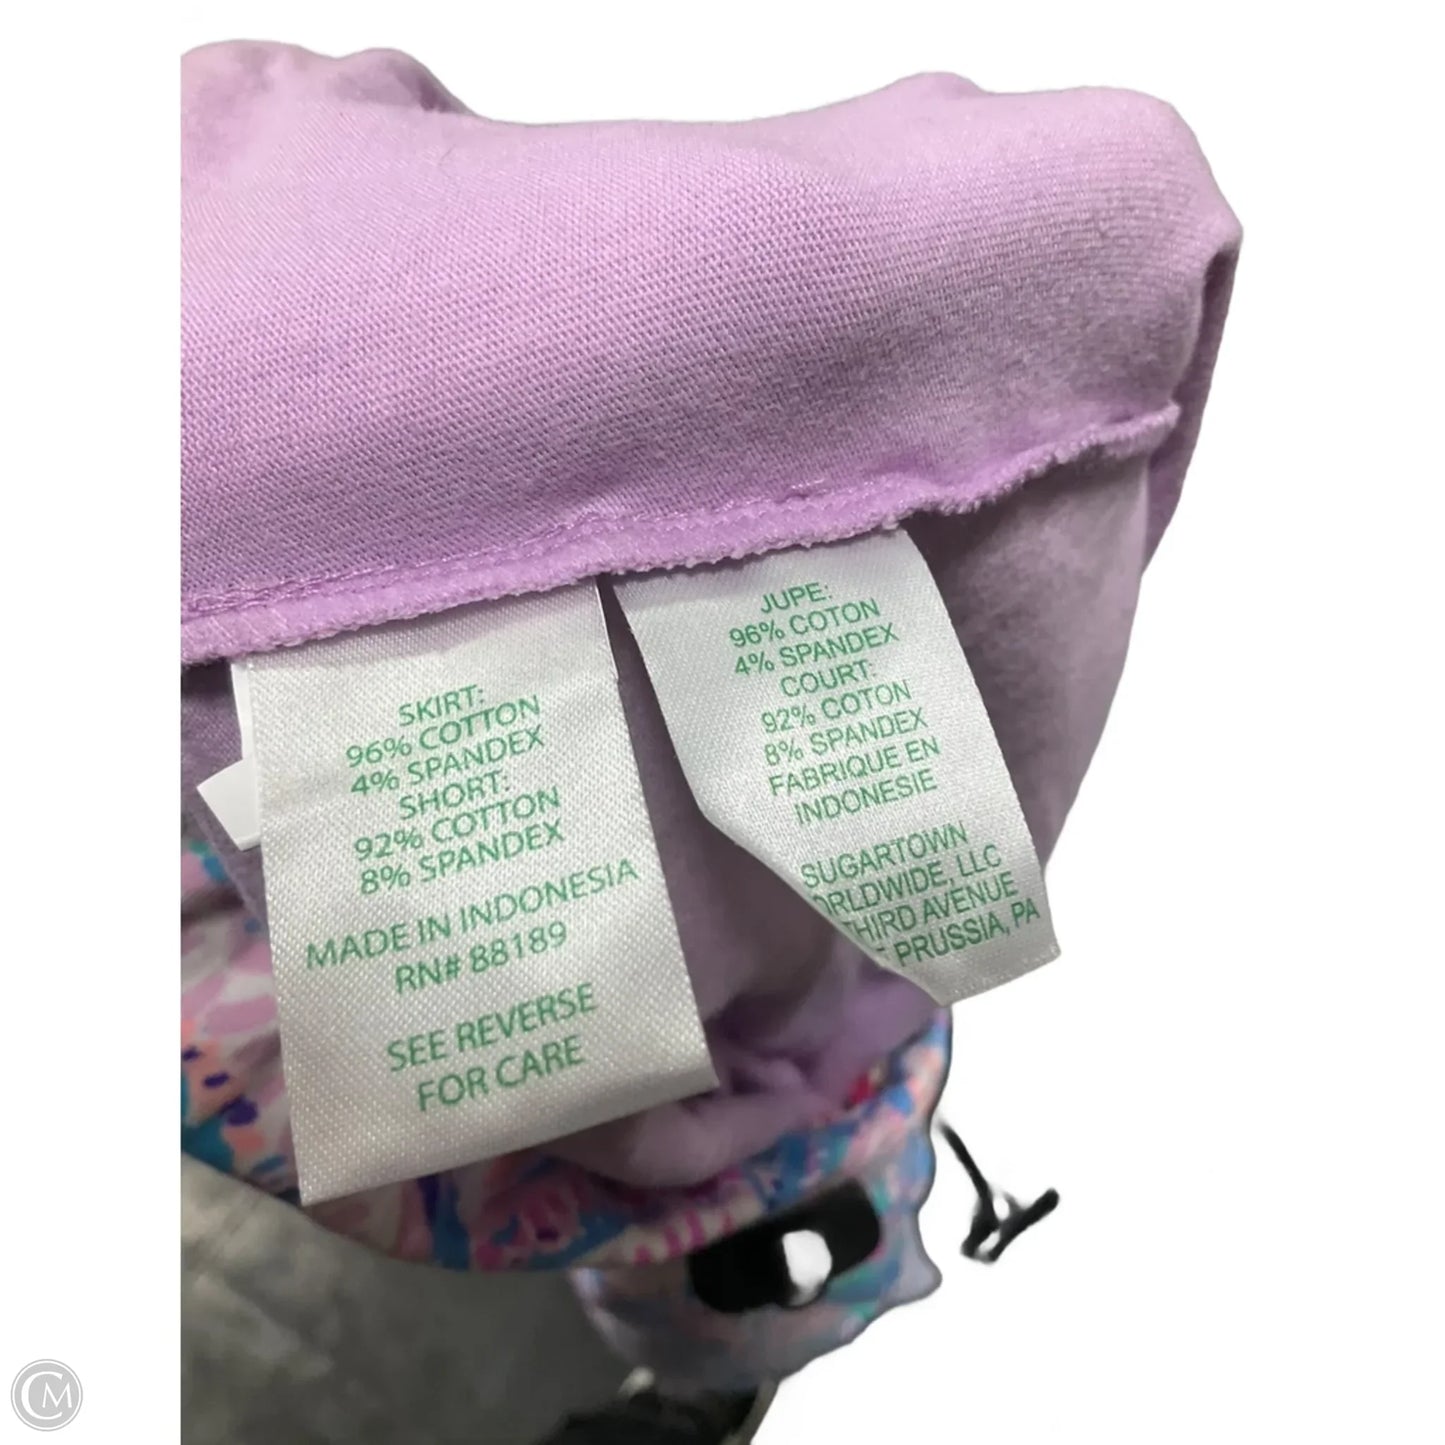 SKIRT:
96% COTTON
4% SPANDEX
SHORT:
92% COTTON
8% SPANDEX
MADE IN INDONESIA
RN# 88189
SEE REVERSE
FOR CARE
JUPE:
96% COTON
4% SPANDEX
COURT:
92% COTON
8% SPANDEX
FABRIQUE EN
INDONESIE
SUGARTOWN
ORLDWIDE, LLC
THIRD AVENUE
PRUSSIA, PA
CM